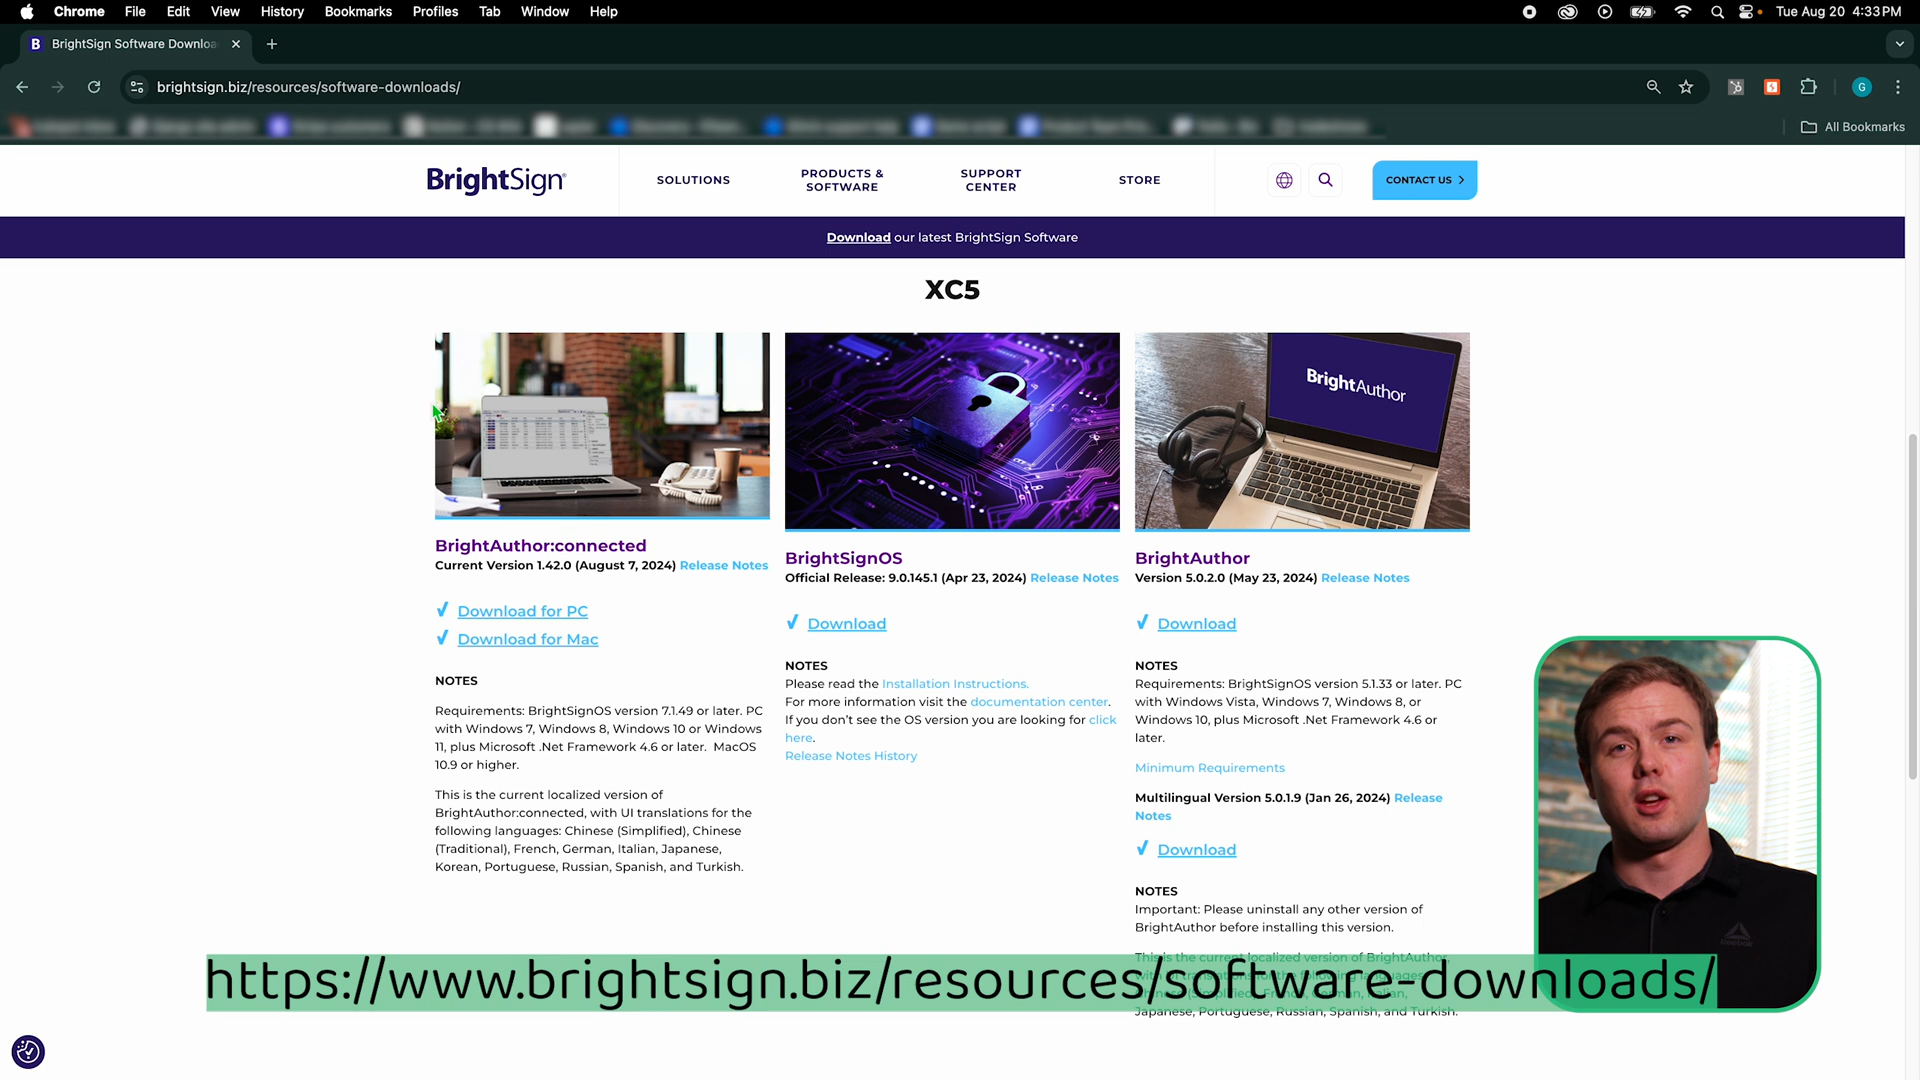 Chrome File Edit View History Bookmarks Profiles Tab Window Help Tue Aug 20 4:33 PM
B BrightSign Software Downloa
brightsign.biz/resources/software-downloads/ G
All Bookmarks
BrightSign SOLUTIONS PRODUCTS & SOFTWARE SUPPORT CENTER STORE CONTACT US
Download our latest BrightSign Software
XC5
BrightAuthor
BrightAuthor:connected
Current Version 1.42.0 (August 7, 2024) Release Notes
Download for PC
Download for Mac
NOTES
Requirements: BrightSignOS version 7.1.49 or later. PC
with Windows 7, Windows 8, Windows 10 or Windows
11, plus Microsoft .Net Framework 4.6 or later. MacOS
10.9 or higher.
This is the current localized version of
BrightAuthor:connected, with UI translations for the
following languages: Chinese (Simplified), Chinese
(Traditional), French, German, Italian, Japanese,
Korean, Portuguese, Russian, Spanish, and Turkish.
BrightSignOS
Official Release: 9.0.145.1 (Apr 23, 2024) Release Notes
Download
NOTES
Please read the Installation Instructions.
For more information visit the documentation center.
If you don't see the OS version you are looking for click
here.
Release Notes History
BrightAuthor
Version 5.0.2.0 (May 23, 2024) Release Notes
Download
NOTES
Requirements: BrightSignOS version 5.1.33 or later. PC
with Windows Vista, Windows 7, Windows 8, or
Windows 10, plus Microsoft .Net Framework 4.6 or
later.
Minimum Requirements
Multilingual Version 5.0.1.9 (Jan 26, 2024) Release
Notes
Download
NOTES
Important: Please uninstall any other version of
BrightAuthor before installing this version.
This is the current localized version of BrightAuthor,
Japanese, Portuguese, Russian, Spanish, and Turkish.
https://www.brightsign.biz/resources/software-downloads/